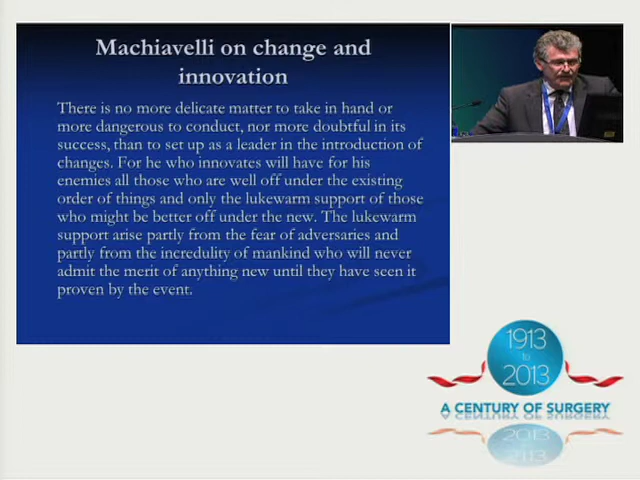 Machiavelli on change and
innovation
There is no more delicate matter to take in hand or
more dangerous to conduct, nor more doubtful in its
success, than to set up as a leader in the introduction of
changes. For he who innovates will have for his
enemies all those who are well off under the existing
order of things and only the lukewarm support of those
who might be better off under the new. The lukewarm
support arise partly from the fear of adversaries and
partly from the incredulity of mankind who will never
admit the merit of anything new until they have seen it
proven by the event.
1913
to
2013
A CENTURY OF SURGERY